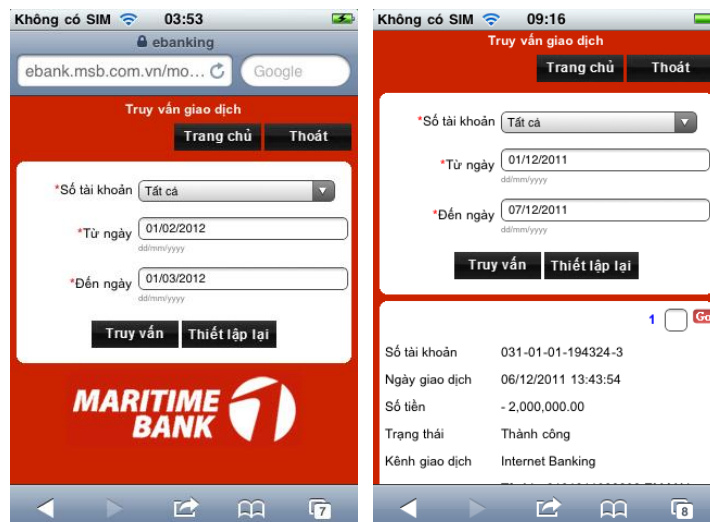 Không có SIM 03:53
ebanking
ebank.msb.com.vn/mo... Google
Truy vấn giao dịch
Trang chủ Thoát
*Số tài khoản Tất cả
*Từ ngày 01/02/2012
dd/mm/yyyy
*Đến ngày 01/03/2012
dd/mm/yyyy
Truy vấn Thiết lập lại
MARITIME
BANK
7
Không có SIM 09:16
Truy vấn giao dịch
Trang chủ Thoát
*Số tài khoản Tất cả
*Từ ngày 01/12/2011
dd/mm/yyyy
*Đến ngày 07/12/2011
dd/mm/yyyy
Truy vấn Thiết lập lại
1 Go
Số tài khoản 031-01-01-194324-3
Ngày giao dịch 06/12/2011 13:43:54
Số tiền - 2,000,000.00
Trạng thái Thành công
Kênh giao dịch Internet Banking
8